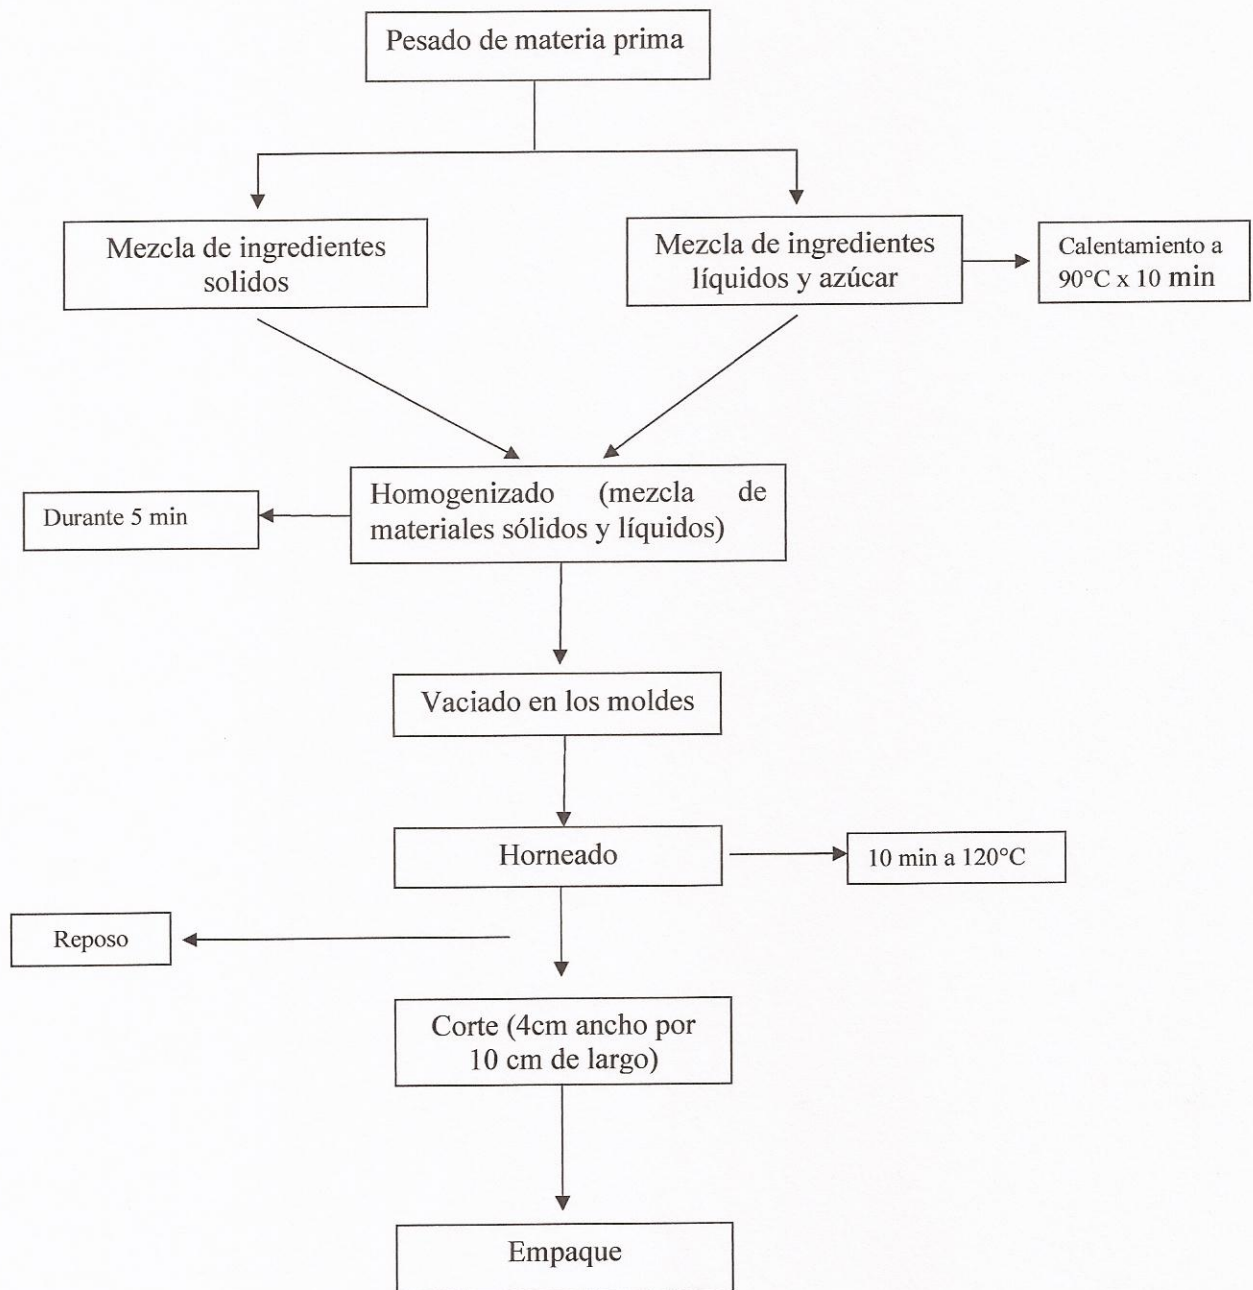 Pesado de materia prima
Mezcla de ingredientes
solidos
Mezcla de ingredientes
líquidos y azúcar
Calentamiento a
90°C x 10 min
Homogenizado (mezcla de
materiales sólidos y líquidos)
Durante 5 min
Vaciado en los moldes
Horneado
10 min a 120°C
Reposo
Corte (4cm ancho por
10 cm de largo)
Empaque